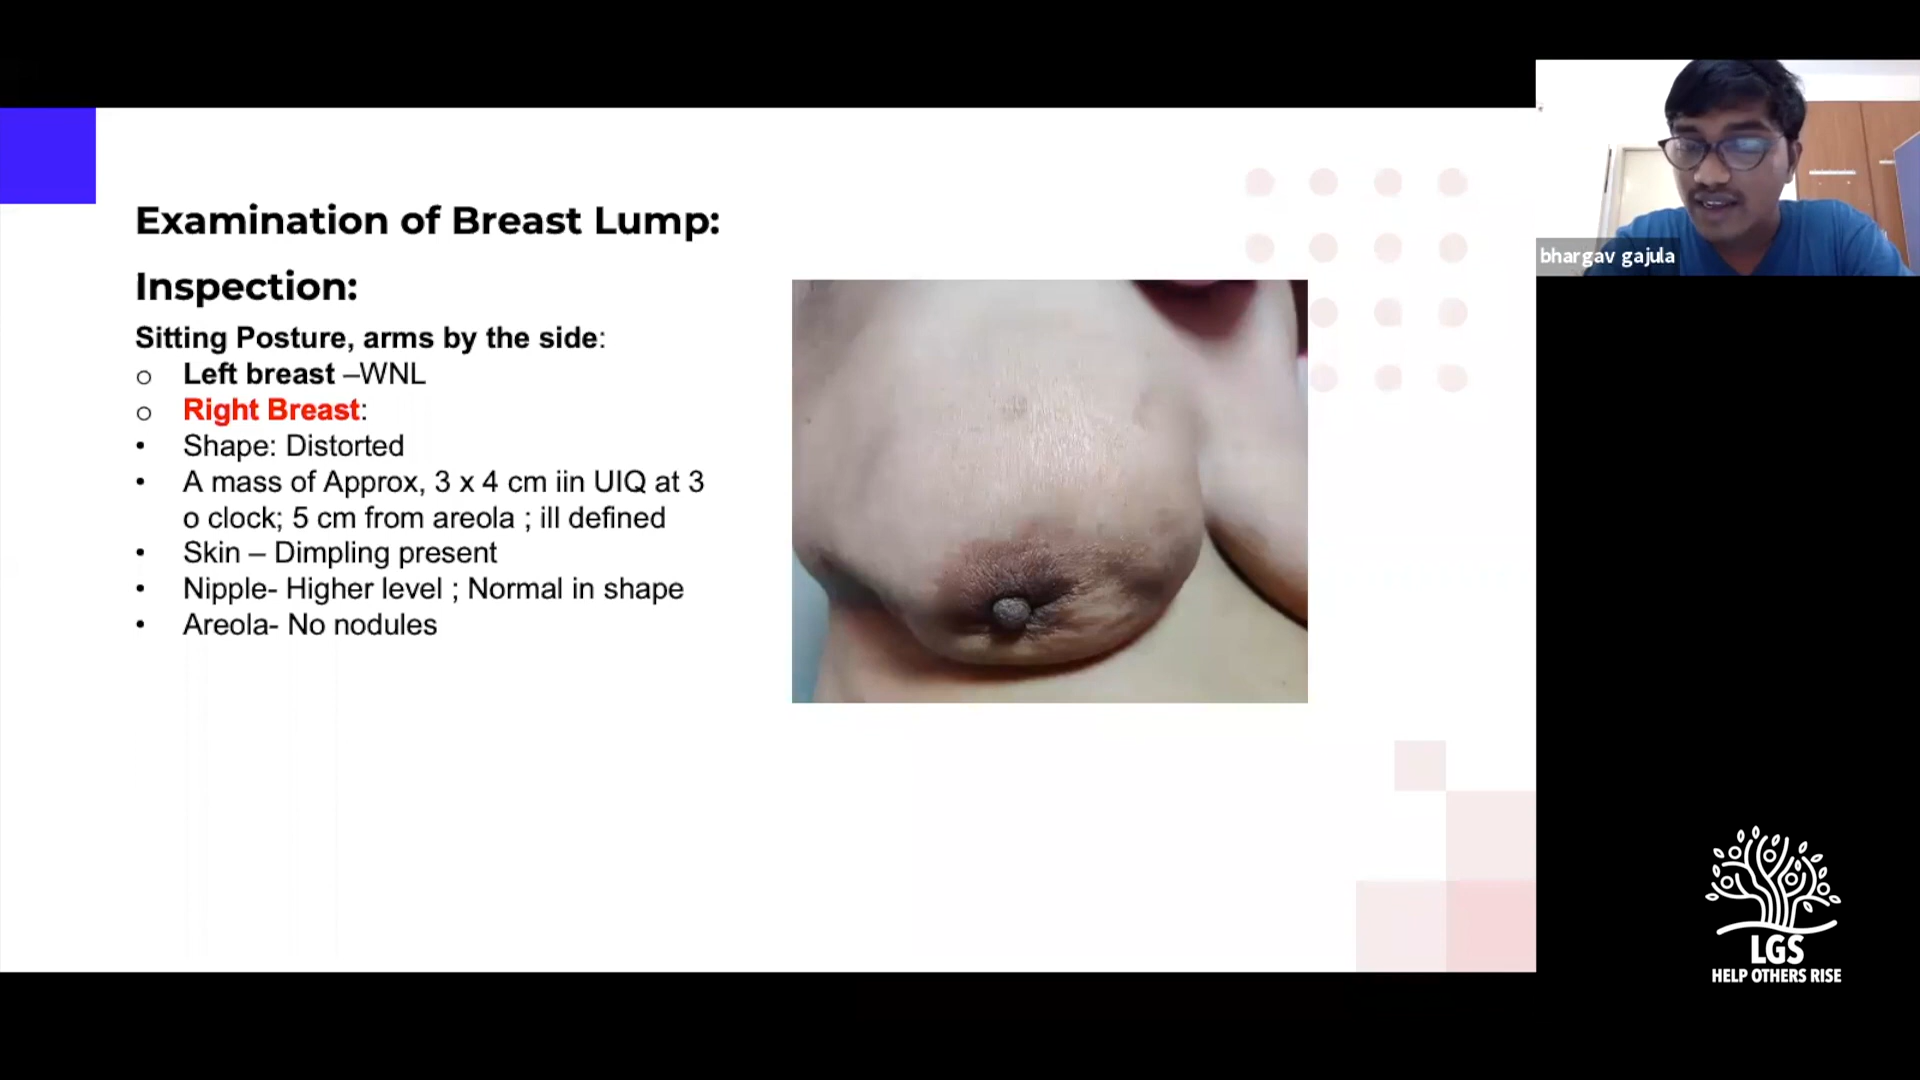 Examination of Breast Lump:
Inspection:
Sitting Posture, arms by the side:
o Left breast –WNL
o Right Breast:
• Shape: Distorted
• A mass of Approx, 3 x 4 cm iin UIQ at 3
o clock; 5 cm from areola ; ill defined
• Skin – Dimpling present
• Nipple- Higher level ; Normal in shape
• Areola- No nodules
bhargav gajula
LGS
HELP OTHERS RISE